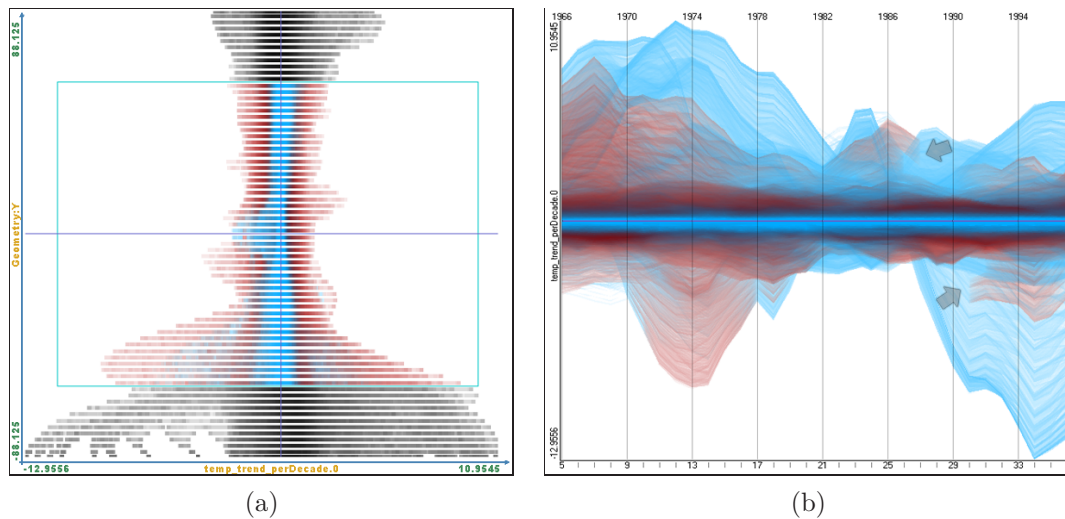 88.125
Geometry:Y
-88.125
-12.9556
temp_trend_perDecade.0
10.9545
(a)
1966 1970 1974 1978 1982 1986 1990 1994
10.9545
temp_trend_perDecade.0
-12.9556
5 9 13 17 21 25 29 33
(b)